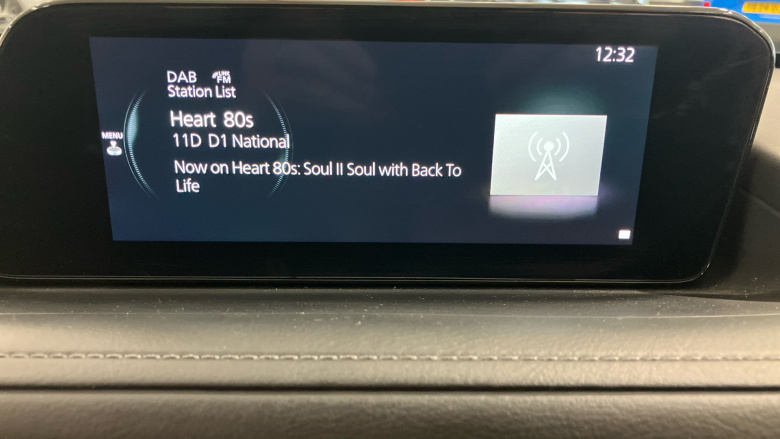 12:32
DAB LINK FM
Station List
Heart 80s
MENU
11D D1 National
Now on Heart 80s: Soul II Soul with Back To
Life